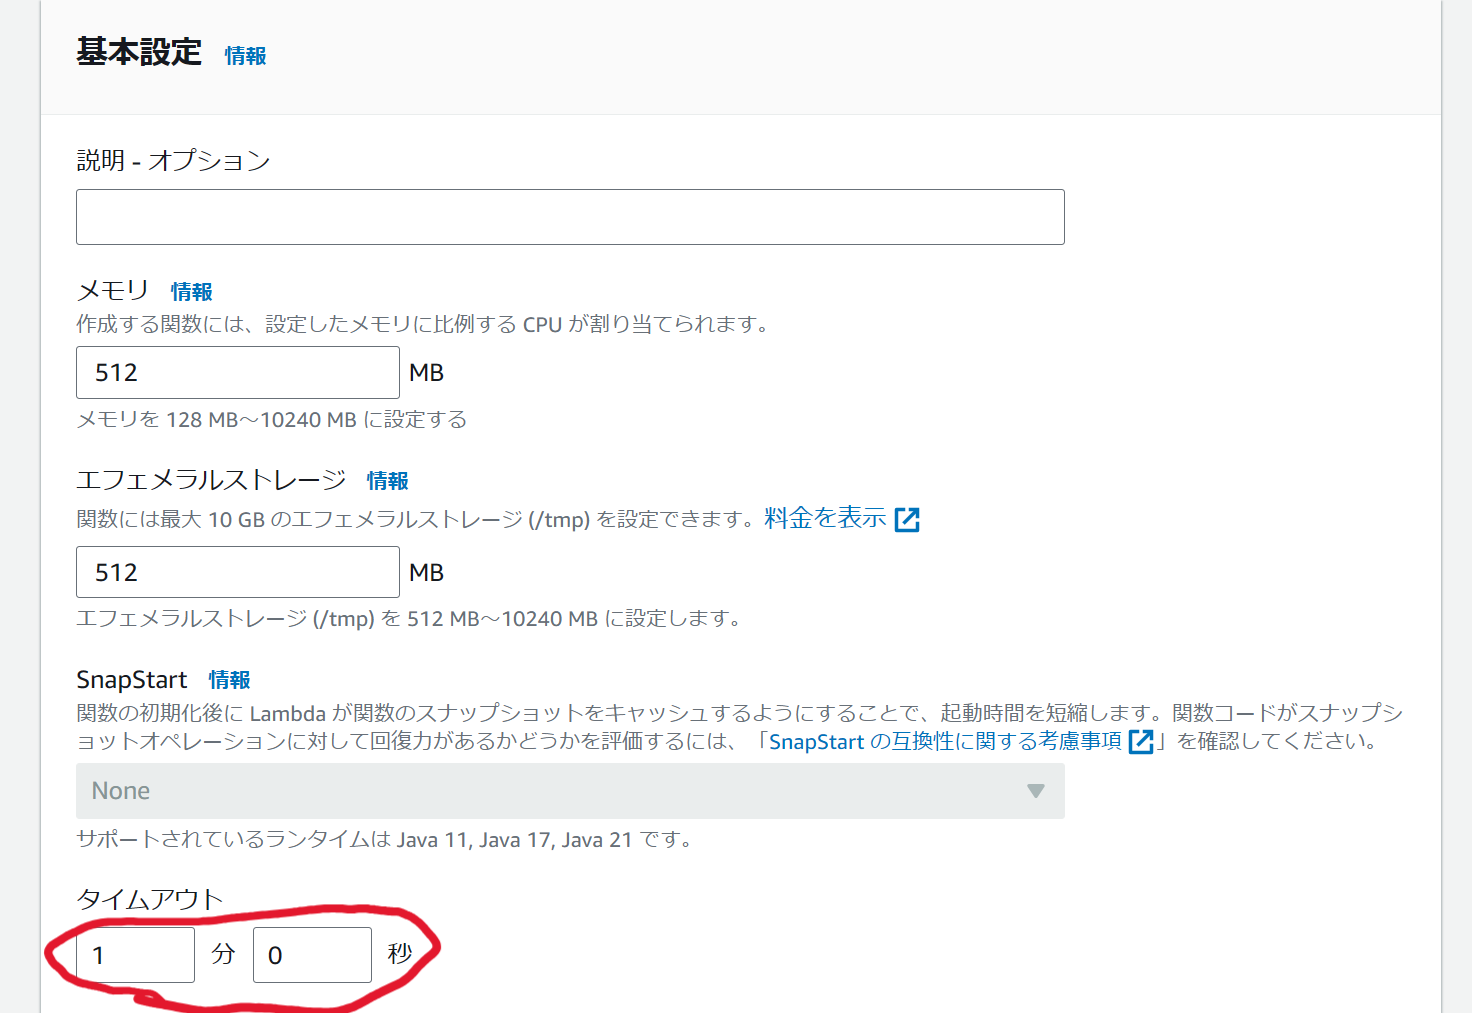 基本設定 情報
説明 - オプション
メモリ 情報
作成する関数には、設定したメモリに比例する CPU が割り当てられます。
512 MB
メモリを 128 MB～10240 MB に設定する
エフェメラルストレージ 情報
関数には最大 10 GB のエフェメラルストレージ (/tmp) を設定できます。料金を表示
512 MB
エフェメラルストレージ (/tmp) を 512 MB～10240 MB に設定します。
SnapStart 情報
関数の初期化後に Lambda が関数のスナップショットをキャッシュするようにすることで、起動時間を短縮します。関数コードがスナップシ
ョットオペレーションに対して回復力があるかどうかを評価するには、「SnapStart の互換性に関する考慮事項」を確認してください。
None
サポートされているランタイムは Java 11, Java 17, Java 21 です。
タイムアウト
1 分 0 秒